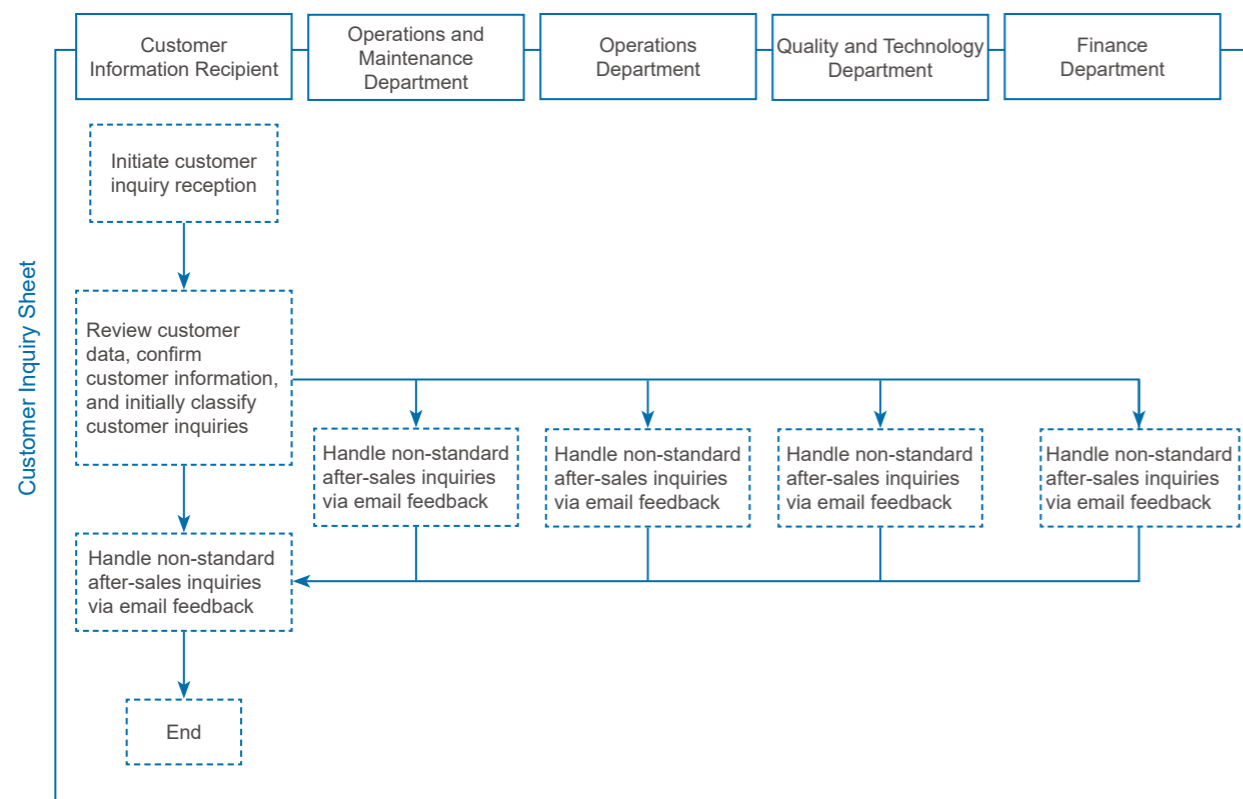 Customer
Information Recipient
Operations and
Maintenance
Department
Operations
Department
Quality and Technology
Department
Finance
Department
Customer Inquiry Sheet
Initiate customer
inquiry reception
Review customer
data, confirm
customer information,
and initially classify
customer inquiries
Handle non-standard
after-sales inquiries
via email feedback
Handle non-standard
after-sales inquiries
via email feedback
Handle non-standard
after-sales inquiries
via email feedback
Handle non-standard
after-sales inquiries
via email feedback
Handle non-standard
after-sales inquiries
via email feedback
End